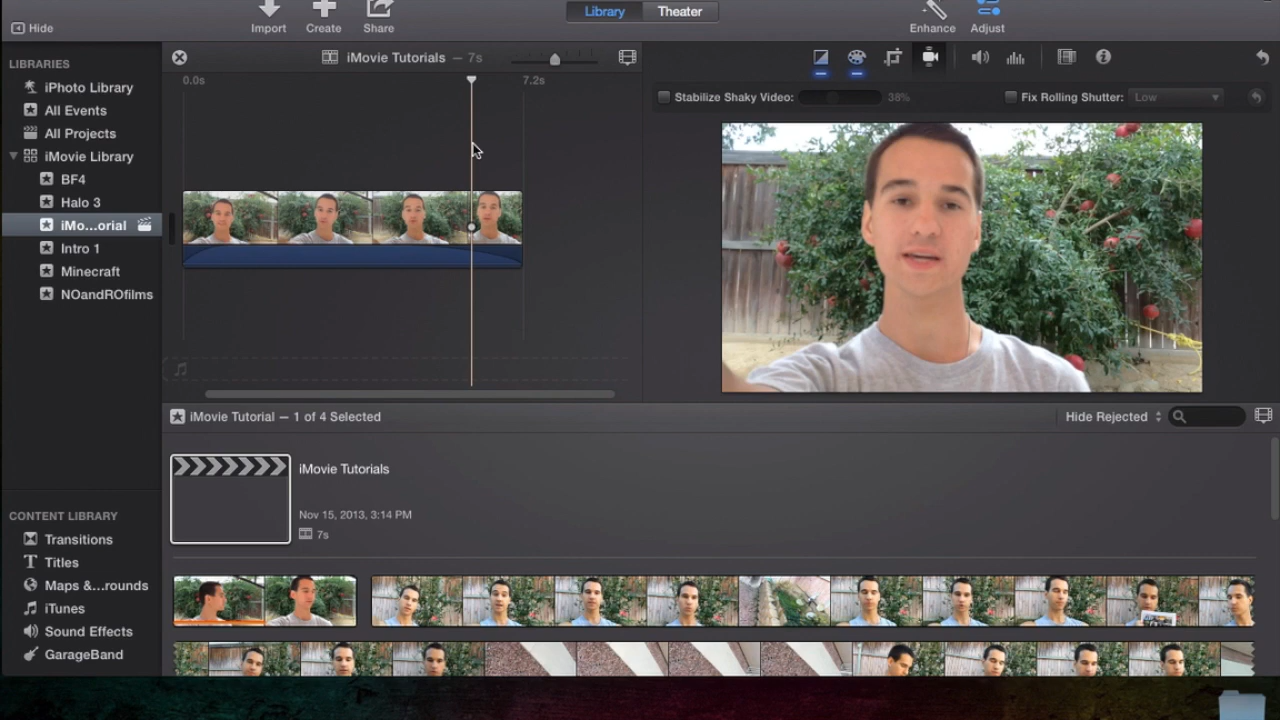 Hide
Import
Create
Share
Library
Theater
Enhance
Adjust
LIBRARIES
iPhoto Library
All Events
All Projects
iMovie Library
BF4
Halo 3
iMo...orial
Intro 1
Minecraft
NOandROfilms
CONTENT LIBRARY
Transitions
Titles
Maps &...rounds
iTunes
Sound Effects
GarageBand
iMovie Tutorials — 7s
0.0s
7.2s
Stabilize Shaky Video:
38%
Fix Rolling Shutter:
Low
iMovie Tutorial — 1 of 4 Selected
Hide Rejected
iMovie Tutorials
Nov 15, 2013, 3:14 PM
7s